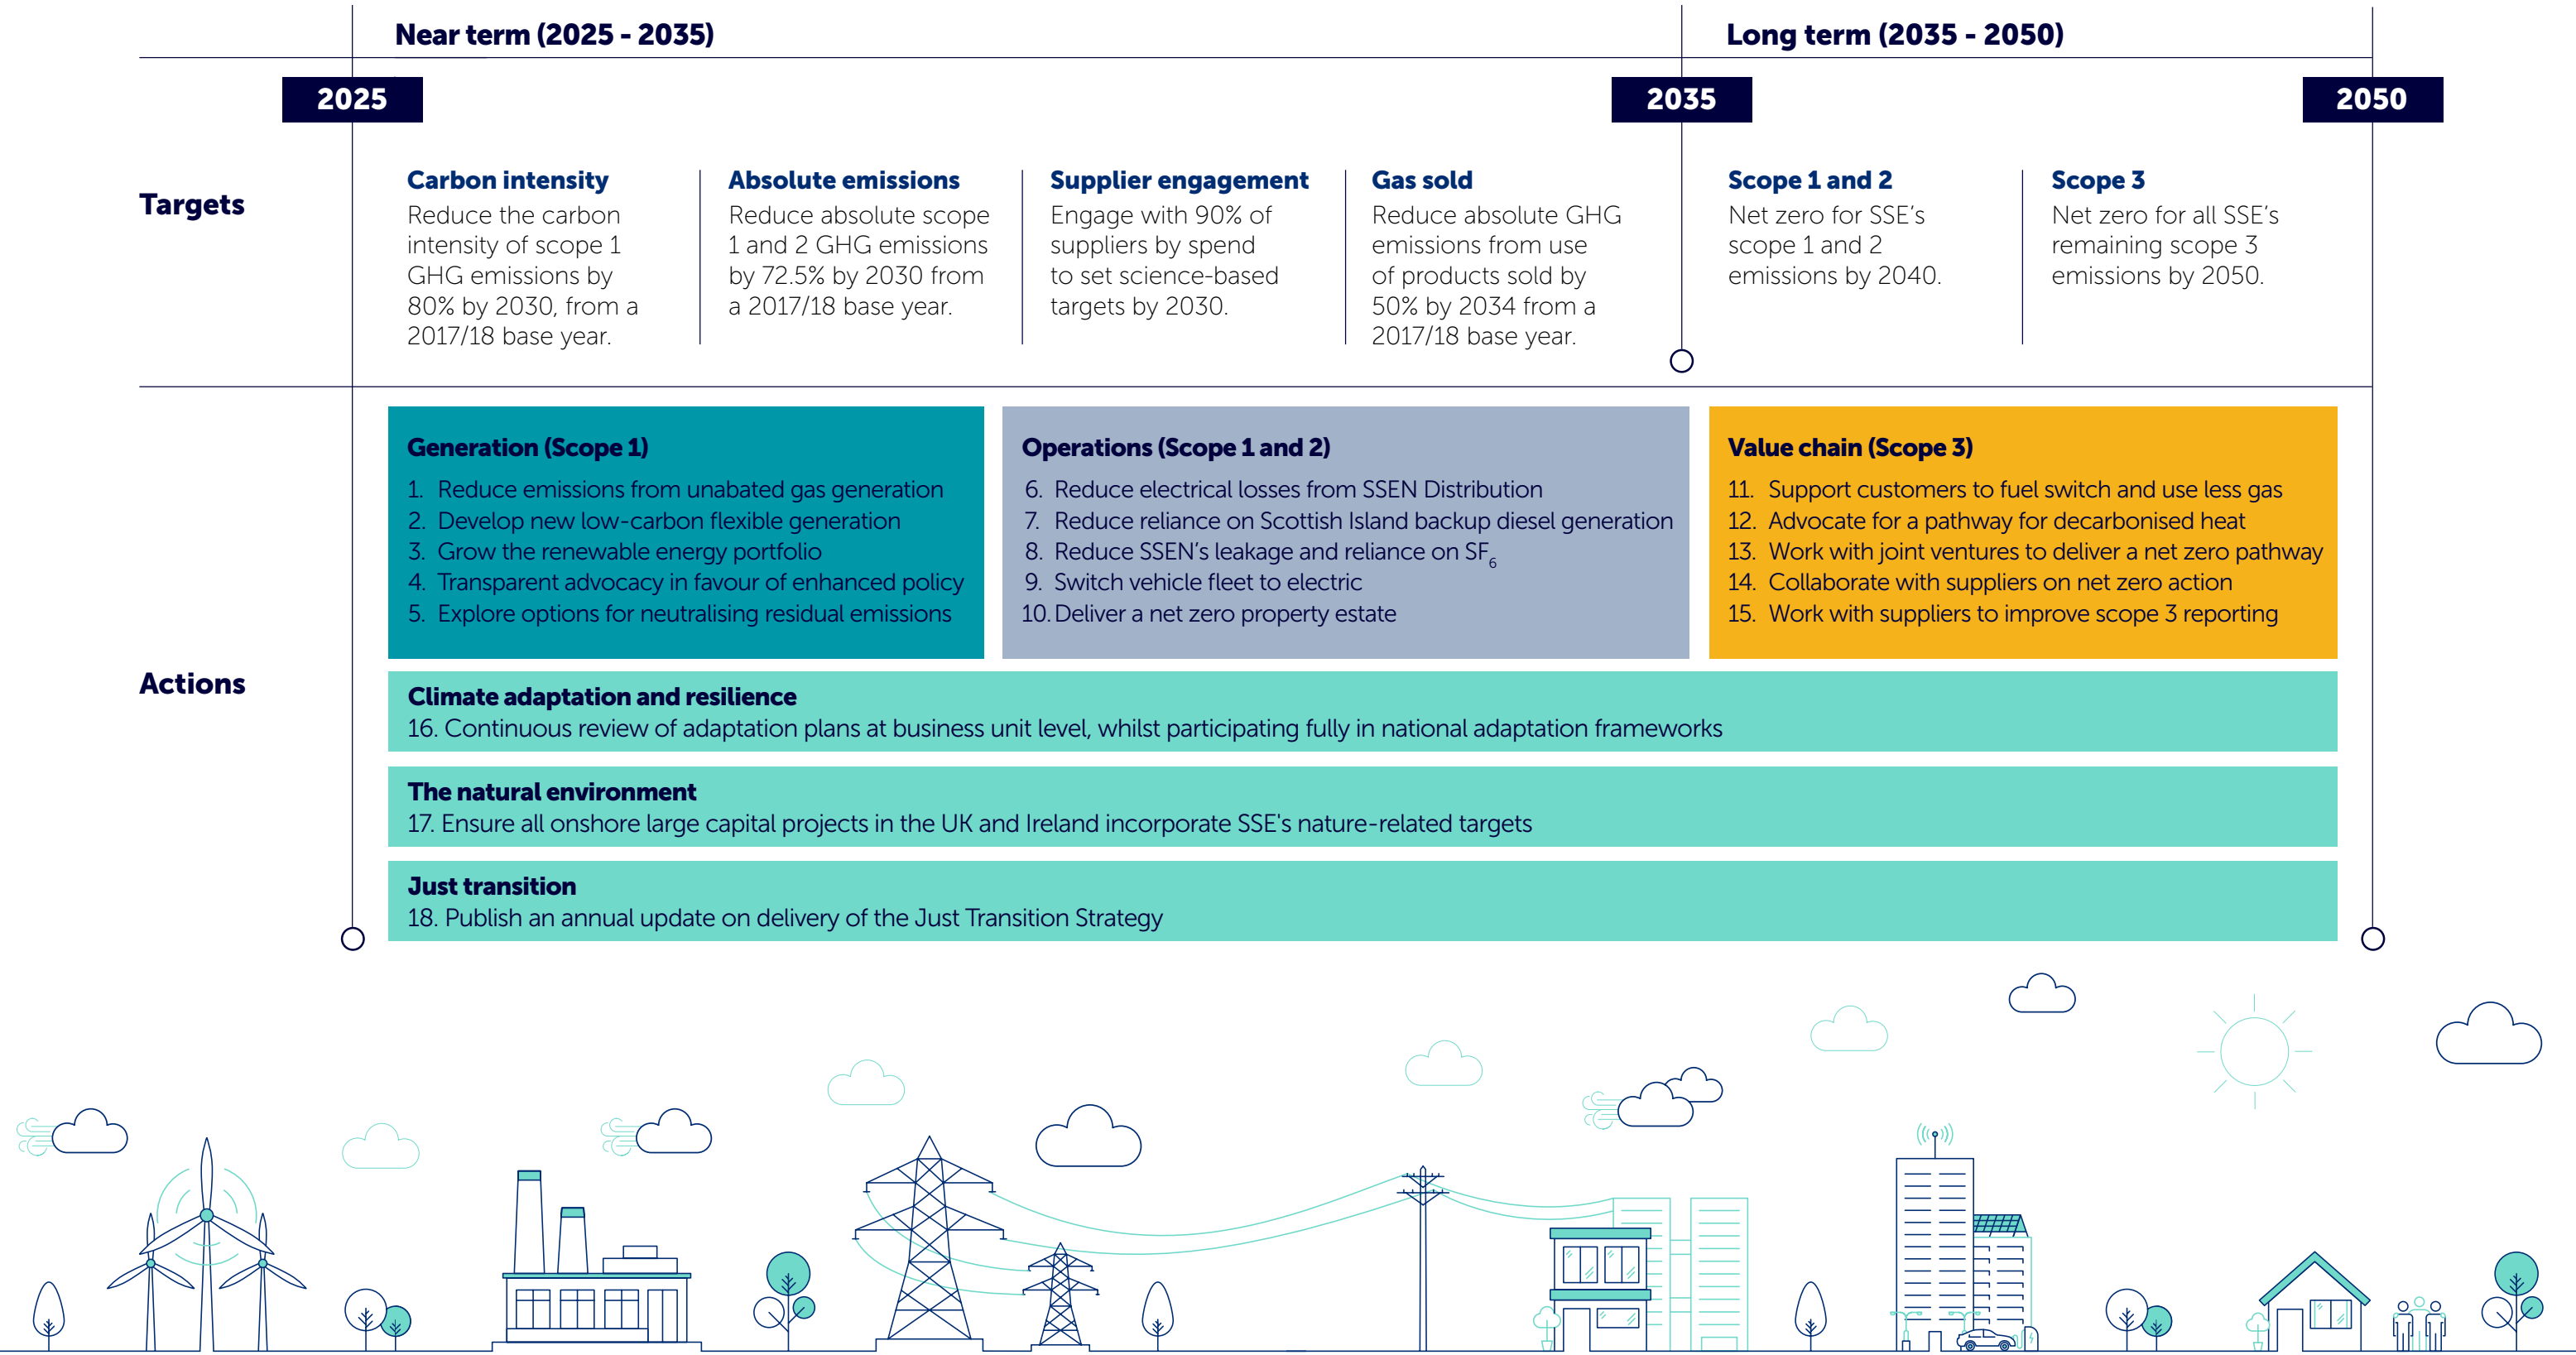 Near term (2025 - 2035)
Long term (2035 - 2050)
2025
2035
2050
Targets
Carbon intensity
Reduce the carbon
intensity of scope 1
GHG emissions by
80% by 2030, from a
2017/18 base year.
Absolute emissions
Reduce absolute scope
1 and 2 GHG emissions
by 72.5% by 2030 from
a 2017/18 base year.
Supplier engagement
Engage with 90% of
suppliers by spend
to set science-based
targets by 2030.
Gas sold
Reduce absolute GHG
emissions from use
of products sold by
50% by 2034 from a
2017/18 base year.
Scope 1 and 2
Net zero for SSE’s
scope 1 and 2
emissions by 2040.
Scope 3
Net zero for all SSE’s
remaining scope 3
emissions by 2050.
Actions
Generation (Scope 1)
1. Reduce emissions from unabated gas generation
2. Develop new low-carbon flexible generation
3. Grow the renewable energy portfolio
4. Transparent advocacy in favour of enhanced policy
5. Explore options for neutralising residual emissions
Operations (Scope 1 and 2)
6. Reduce electrical losses from SSEN Distribution
7. Reduce reliance on Scottish Island backup diesel generation
8. Reduce SSEN’s leakage and reliance on SF₆
9. Switch vehicle fleet to electric
10. Deliver a net zero property estate
Value chain (Scope 3)
11. Support customers to fuel switch and use less gas
12. Advocate for a pathway for decarbonised heat
13. Work with joint ventures to deliver a net zero pathway
14. Collaborate with suppliers on net zero action
15. Work with suppliers to improve scope 3 reporting
Climate adaptation and resilience
16. Continuous review of adaptation plans at business unit level, whilst participating fully in national adaptation frameworks
The natural environment
17. Ensure all onshore large capital projects in the UK and Ireland incorporate SSE's nature-related targets
Just transition
18. Publish an annual update on delivery of the Just Transition Strategy